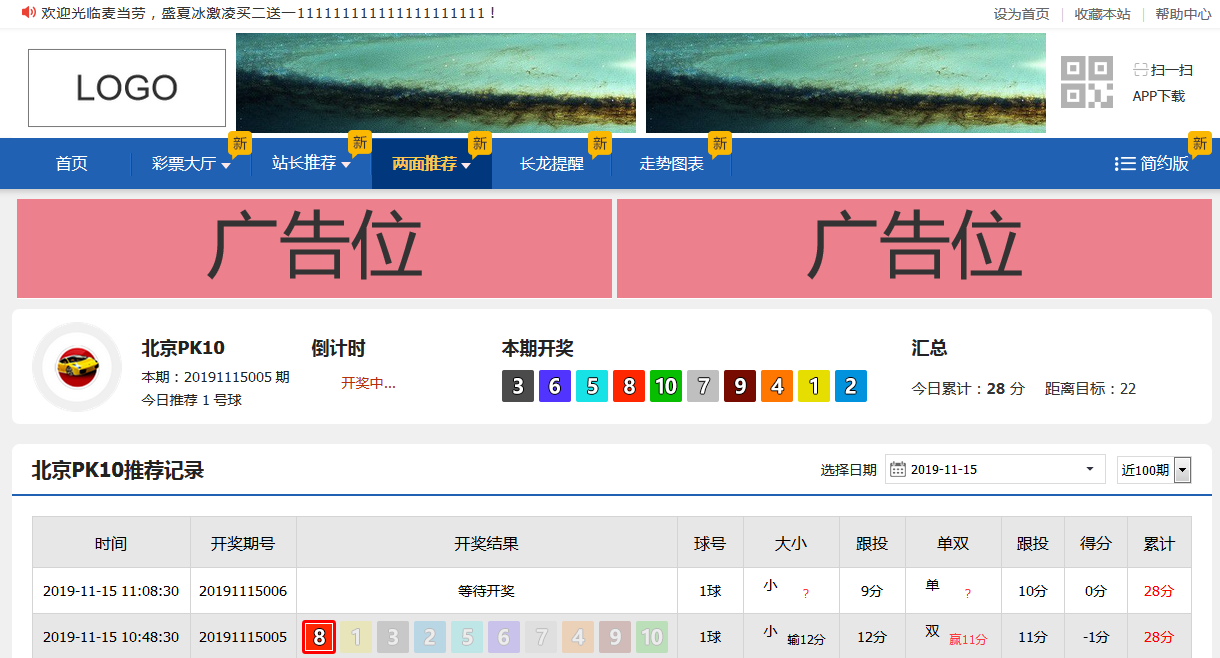 欢迎光临麦当劳，盛夏冰激凌买二送一1111111111111111111111！
设为首页 收藏本站 帮助中心
LOGO
扫一扫
APP下载
首页 彩票大厅 新 站长推荐 新 两面推荐 新 长龙提醒 新 走势图表 新 简约版 新
广告位 广告位
北京PK10 倒计时 本期开奖 汇总
本期：20191115005 期
开奖中...
3 6 5 8 10 7 9 4 1 2
今日累计：28 分 距离目标：22
今日推荐 1 号球
北京PK10推荐记录 选择日期 2019-11-15 近100期
时间 开奖期号 开奖结果 球号 大小 跟投 单双 跟投 得分 累计
2019-11-15 11:08:30 20191115006 等待开奖 1球 小 ? 9分 单 ? 10分 0分 28分
2019-11-15 10:48:30 20191115005 8 1 3 2 5 6 7 4 9 10 1球 小 输12分 12分 双 赢11分 11分 -1分 28分